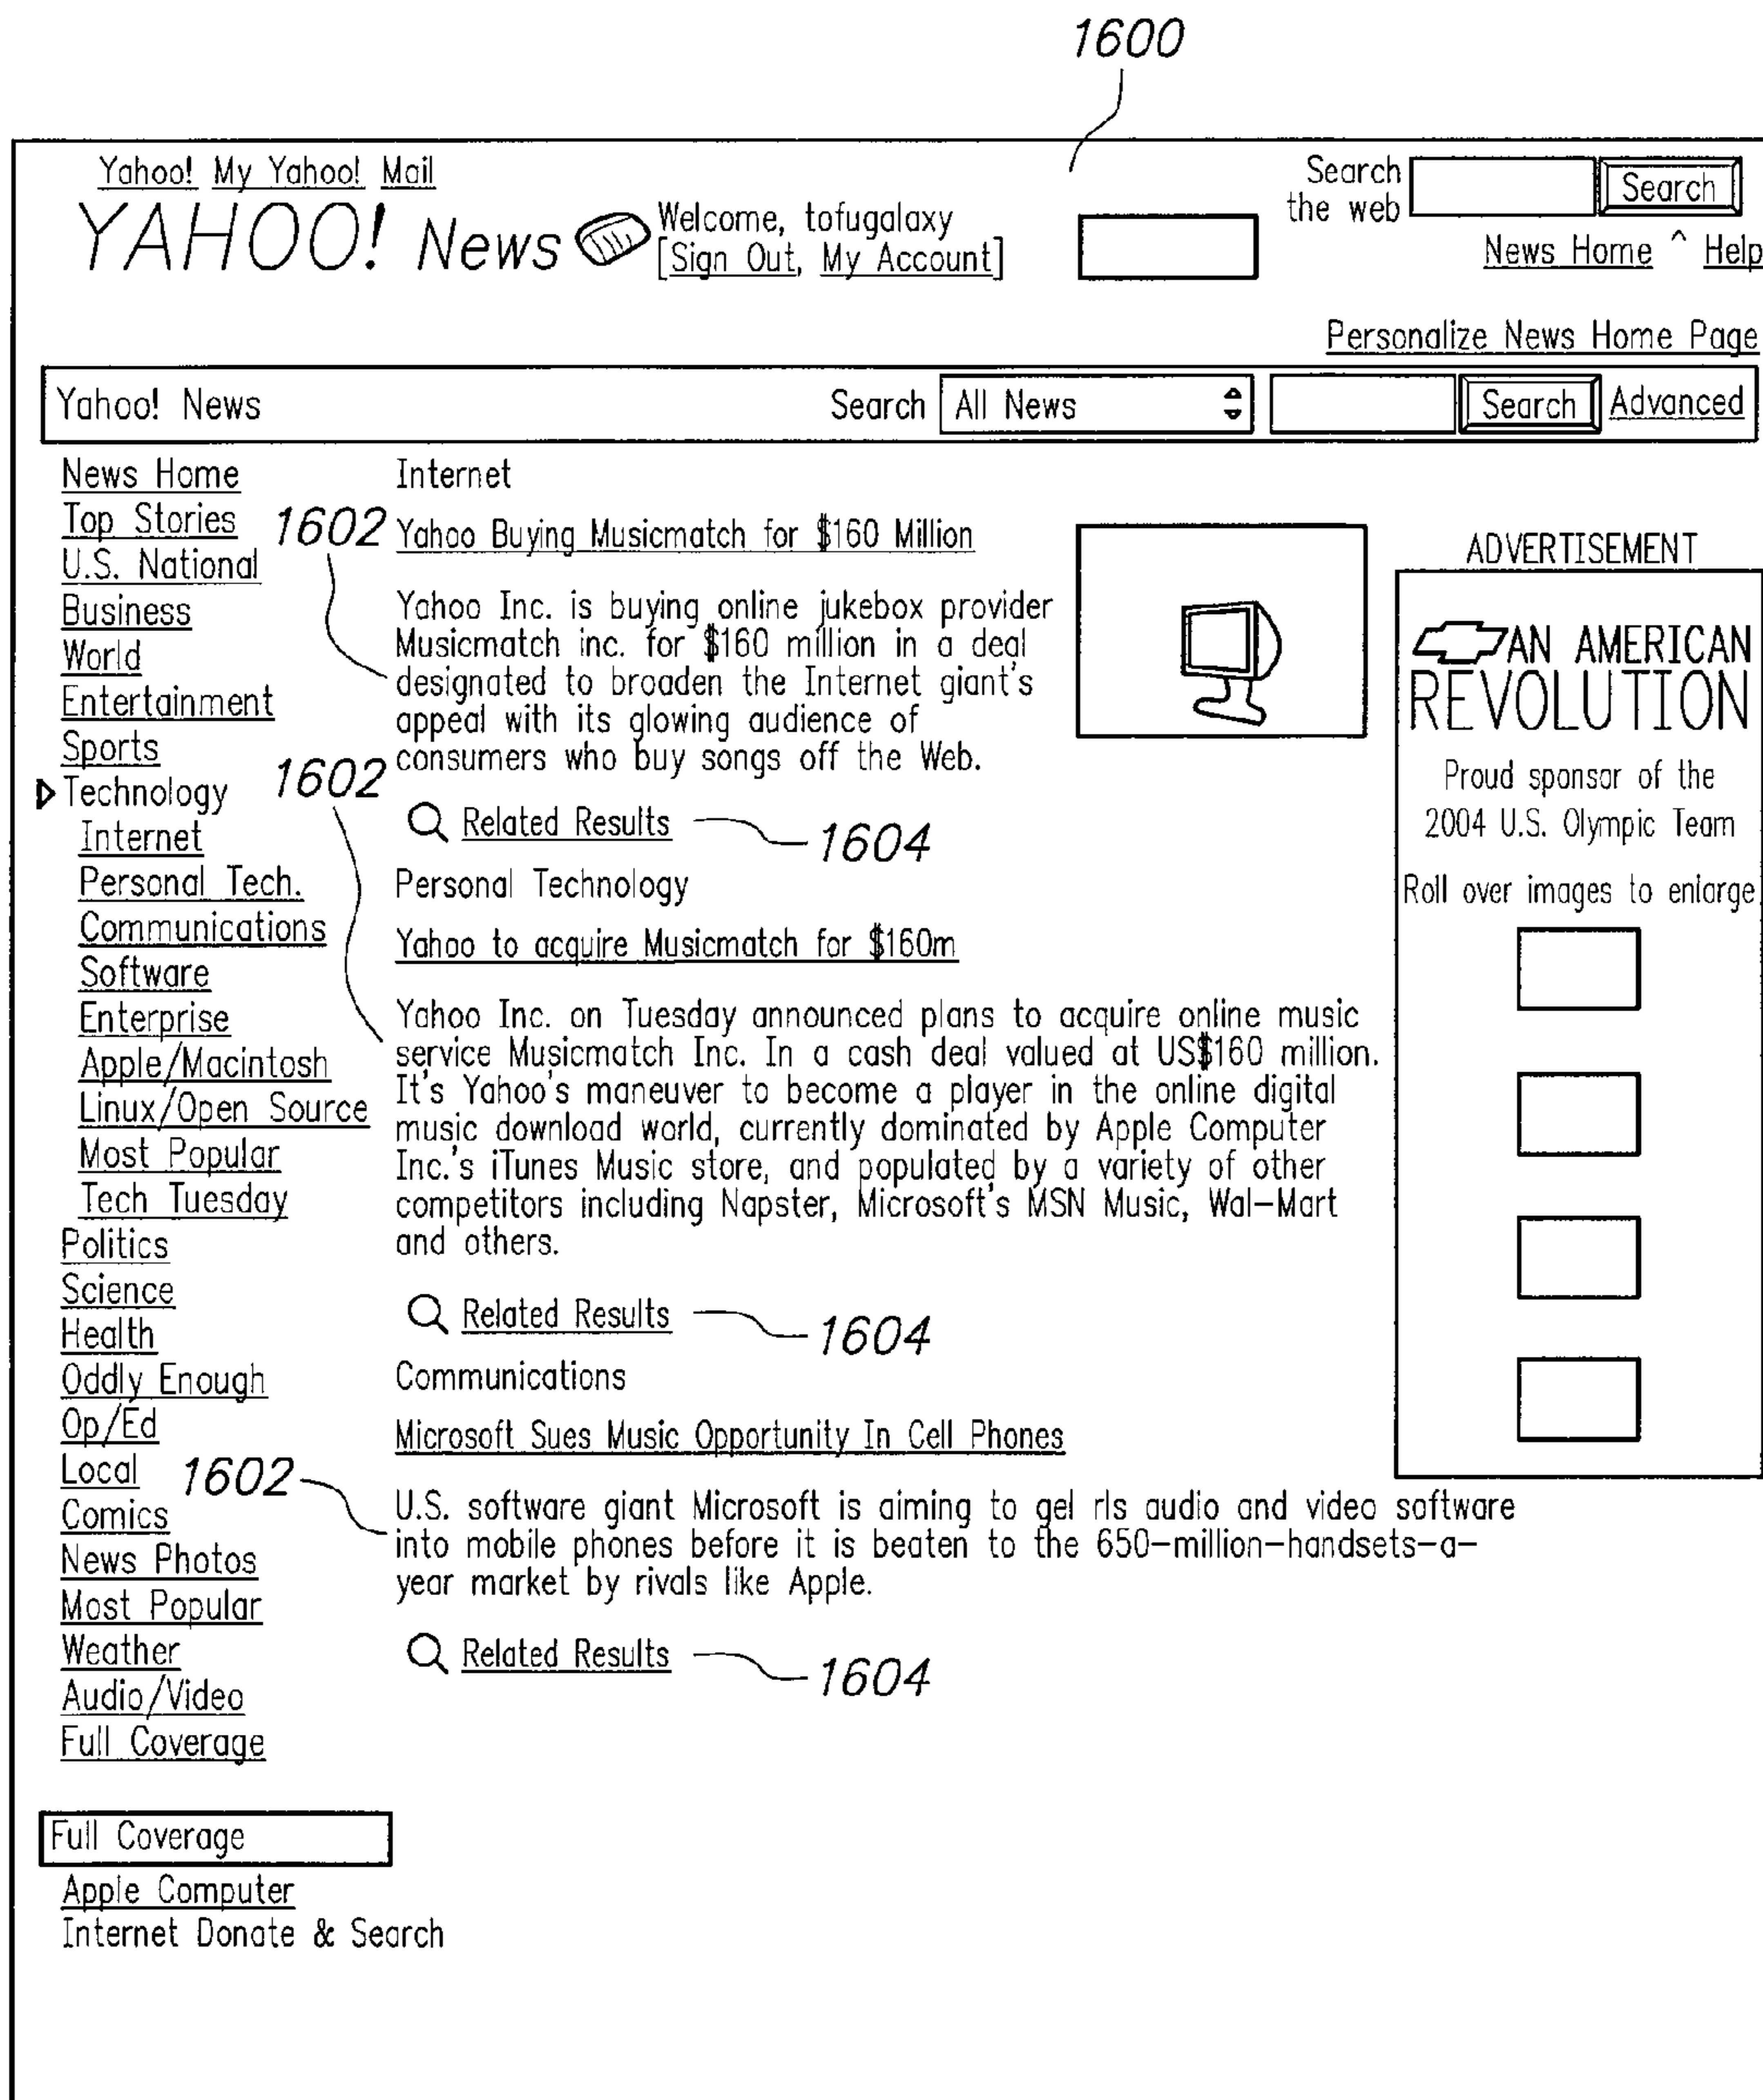 1600
Yahoo! My Yahoo! Mail
YAHOO! News
Welcome, tofugalaxy
[Sign Out, My Account]
Search
the web
Search
News Home ^ Help
Personalize News Home Page
Yahoo! News Search All News Search Advanced
News Home
Top Stories
U.S. National
Business
World
Entertainment
Sports
Technology
Internet
Personal Tech.
Communications
Software
Enterprise
Apple/Macintosh
Linux/Open Source
Most Popular
Tech Tuesday
Politics
Science
Health
Oddly Enough
Op/Ed
Local
Comics
News Photos
Most Popular
Weather
Audio/Video
Full Coverage
Full Coverage
Apple Computer
Internet Donate & Search
Internet
1602
Yahoo Buying Musicmatch for $160 Million
Yahoo Inc. is buying online jukebox provider
Musicmatch inc. for $160 million in a deal
designated to broaden the Internet giant's
appeal with its glowing audience of
consumers who buy songs off the Web.
1602
Related Results
1604
Personal Technology
Yahoo to acquire Musicmatch for $160m
Yahoo Inc. on Tuesday announced plans to acquire online music
service Musicmatch Inc. In a cash deal valued at US$160 million.
It's Yahoo's maneuver to become a player in the online digital
music download world, currently dominated by Apple Computer
Inc.'s iTunes Music store, and populated by a variety of other
competitors including Napster, Microsoft's MSN Music, Wal-Mart
and others.
Related Results
1604
Communications
Microsoft Sues Music Opportunity In Cell Phones
1602
U.S. software giant Microsoft is aiming to gel rls audio and video software
into mobile phones before it is beaten to the 650-million-handsets-a-
year market by rivals like Apple.
Related Results
1604
ADVERTISEMENT
AN AMERICAN
REVOLUTION
Proud sponsor of the
2004 U.S. Olympic Team
Roll over images to enlarge